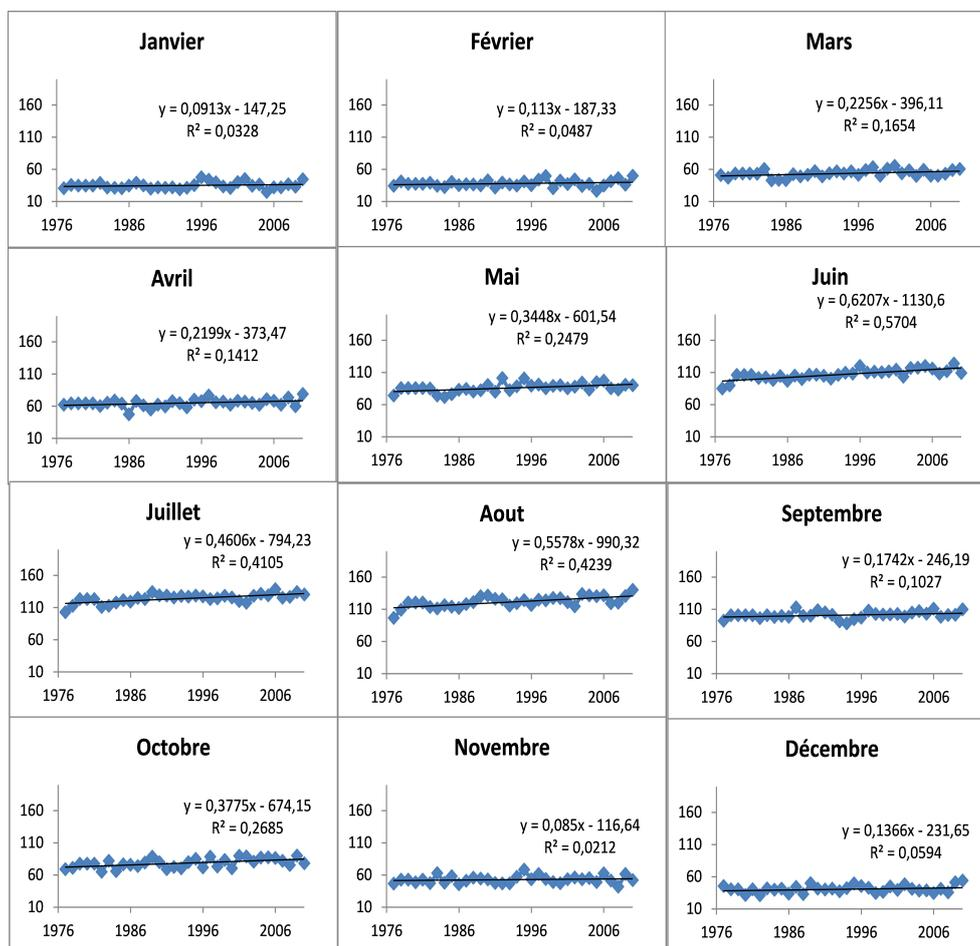 Janvier
y = 0,0913x - 147,25
R² = 0,0328
160
110
60
10
1976 1986 1996 2006
Février
y = 0,113x - 187,33
R² = 0,0487
160
110
60
10
1976 1986 1996 2006
Mars
y = 0,2256x - 396,11
R² = 0,1654
160
110
60
10
1976 1986 1996 2006
Avril
y = 0,2199x - 373,47
R² = 0,1412
160
110
60
10
1976 1986 1996 2006
Mai
y = 0,3448x - 601,54
R² = 0,2479
160
110
60
10
1976 1986 1996 2006
Juin
y = 0,6207x - 1130,6
R² = 0,5704
160
110
60
10
1976 1986 1996 2006
Juillet
y = 0,4606x - 794,23
R² = 0,4105
160
110
60
10
1976 1986 1996 2006
Aout
y = 0,5578x - 990,32
R² = 0,4239
160
110
60
10
1976 1986 1996 2006
Septembre
y = 0,1742x - 246,19
R² = 0,1027
160
110
60
10
1976 1986 1996 2006
Octobre
y = 0,3775x - 674,15
R² = 0,2685
160
110
60
10
1976 1986 1996 2006
Novembre
y = 0,085x - 116,64
R² = 0,0212
160
110
60
10
1976 1986 1996 2006
Décembre
y = 0,1366x - 231,65
R² = 0,0594
160
110
60
10
1976 1986 1996 2006